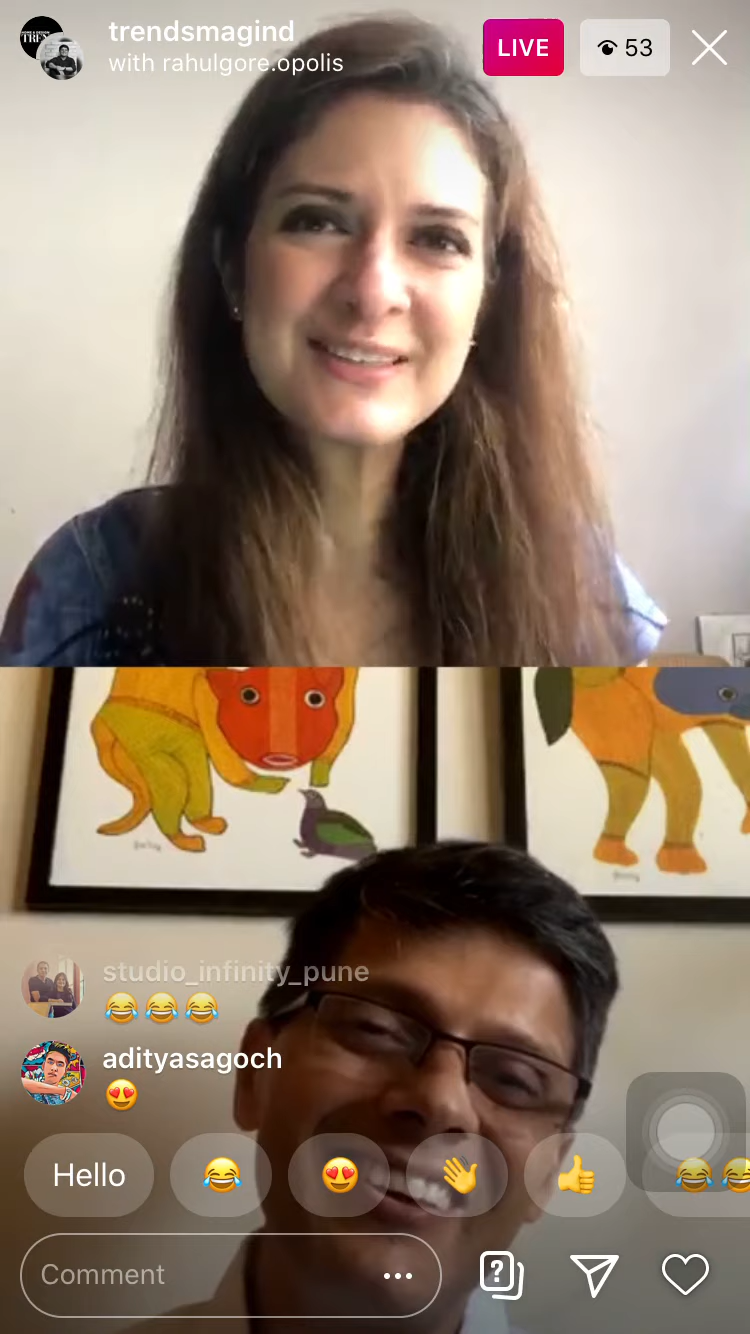 trendsmagind
with rahulgore.opolis
LIVE
53
studio_infinity_pune
😂😂😂
adityasagoch
😍
Hello
Comment